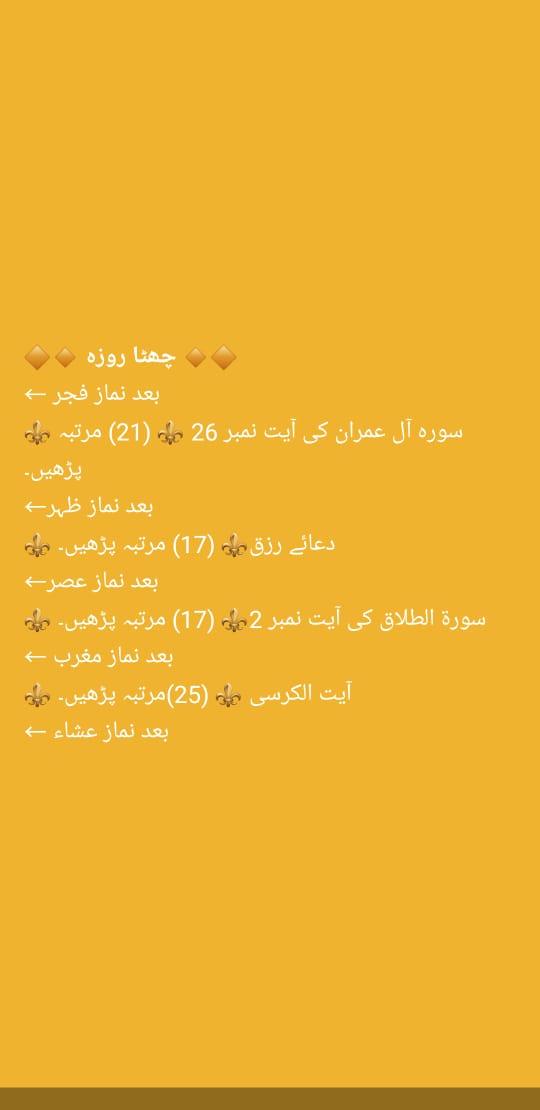 🔶🔸 چھٹا روزہ 🔸🔶
بعد نماز فجر ←
سورہ آل عمران کی آیت نمبر 26 ⚜️ (21) مرتبہ ⚜️
پڑھیں۔
بعد نماز ظہر←
دعائے رزق⚜️ (17) مرتبہ پڑھیں۔ ⚜️
بعد نماز عصر←
سورۃ الطلاق کی آیت نمبر 2⚜️ (17) مرتبہ پڑھیں۔ ⚜️
بعد نماز مغرب ←
آیت الکرسی ⚜️ (25)مرتبہ پڑھیں۔ ⚜️
بعد نماز عشاء ←